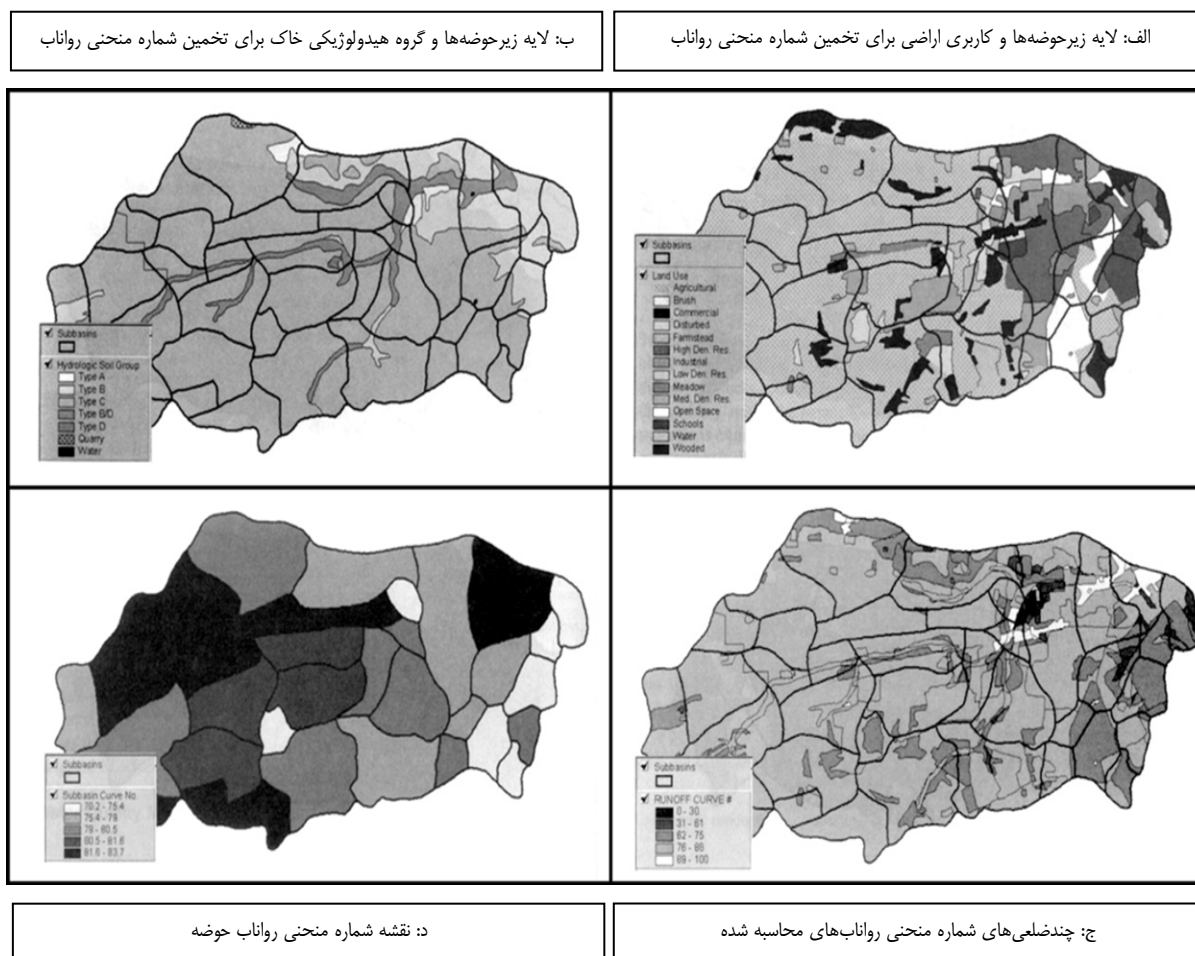 الف: لایه زیرحوضه‌ها و کاربری اراضی برای تخمین شماره منحنی رواناب
ب: لایه زیرحوضه‌ها و گروه هیدولوژیکی خاک برای تخمین شماره منحنی رواناب
Subbasins
Land Use
Agricultural
Brush
Commercial
Disturbed
Farmstead
High Den. Res.
Industrial
Low Den. Res.
Meadow
Med. Den. Res.
Open Space
Schools
Water
Wooded
Subbasins
Hydrologic Soil Group
Type A
Type B
Type C
Type B/D
Type D
Quarry
Water
Subbasins
RUNOFF CURVE #
0 - 30
31 - 61
62 - 75
76 - 88
89 - 100
Subbasins
Subbasin Curve No.
70.2 - 75.4
75.4 - 79
79 - 80.5
80.5 - 81.6
81.6 - 83.7
ج: چندضلعی‌های شماره منحنی رواناب‌های محاسبه شده
د: نقشه شماره منحنی رواناب حوضه